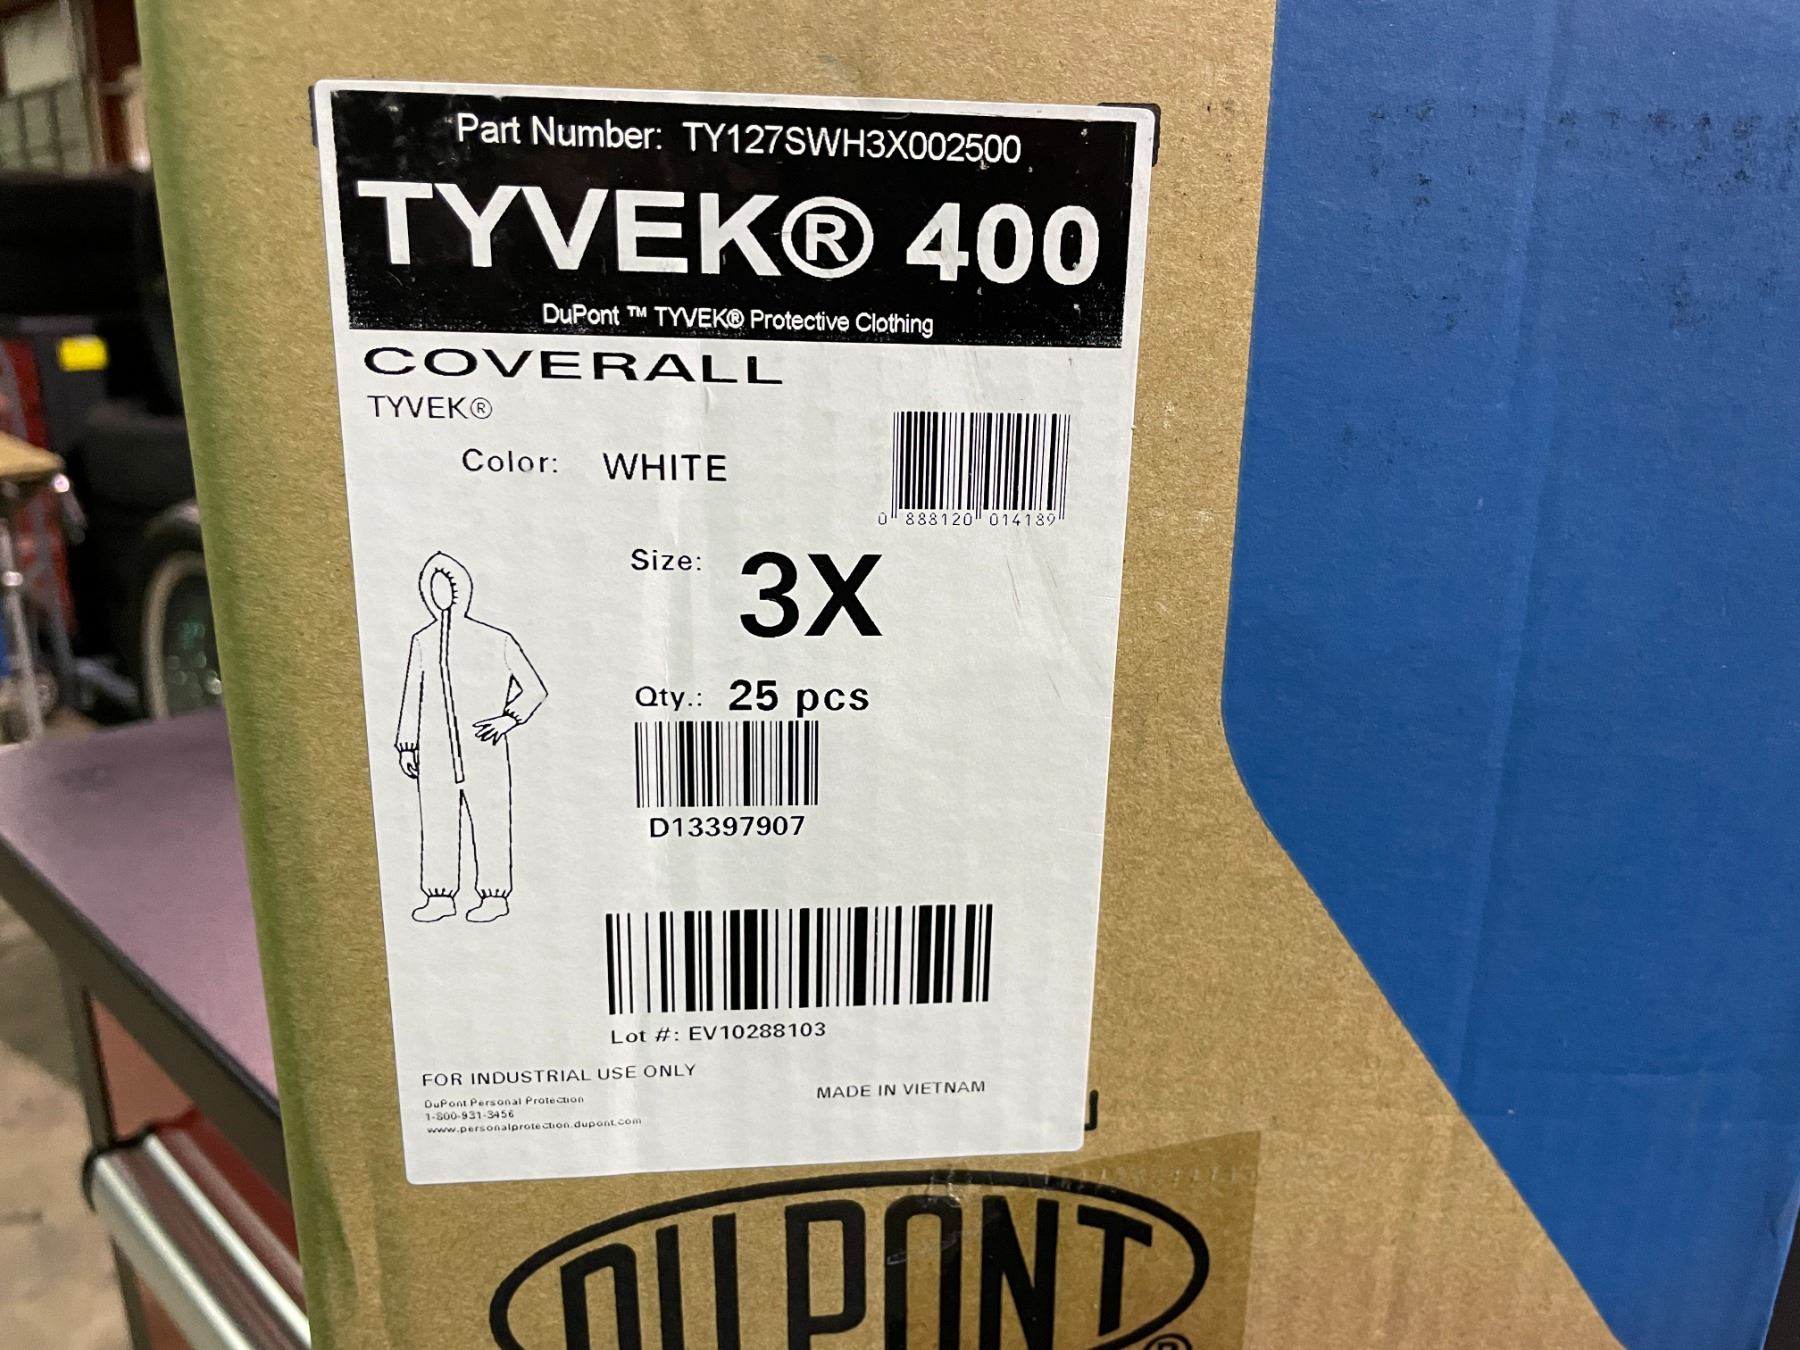 Part Number: TY127SWH3X002500
TYVEK® 400
DuPont ™ TYVEK® Protective Clothing
COVERALL
TYVEK®
Color: WHITE
0 888120 014189
Size: 3X
Qty.: 25 pcs
D13397907
Lot #: EV10288103
FOR INDUSTRIAL USE ONLY
MADE IN VIETNAM
DuPont Personal Protection
1-800-931-3456
www.personalprotection.dupont.com
DUPONT®